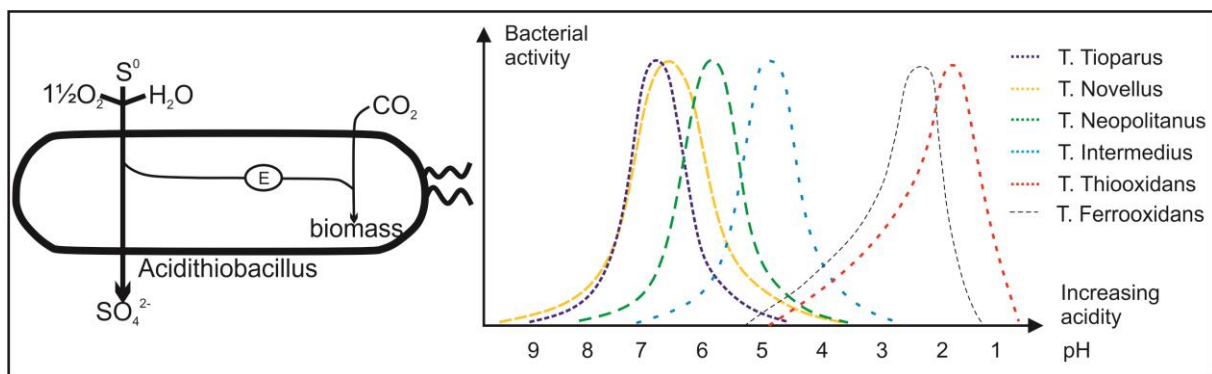 S⁰
1½O₂ H₂O
CO₂
E
biomass
Acidithiobacillus
SO₄²⁻
Bacterial
activity
T. Tioparus
T. Novellus
T. Neopolitanus
T. Intermedius
T. Thiooxidans
T. Ferrooxidans
Increasing
acidity
9 8 7 6 5 4 3 2 1 pH